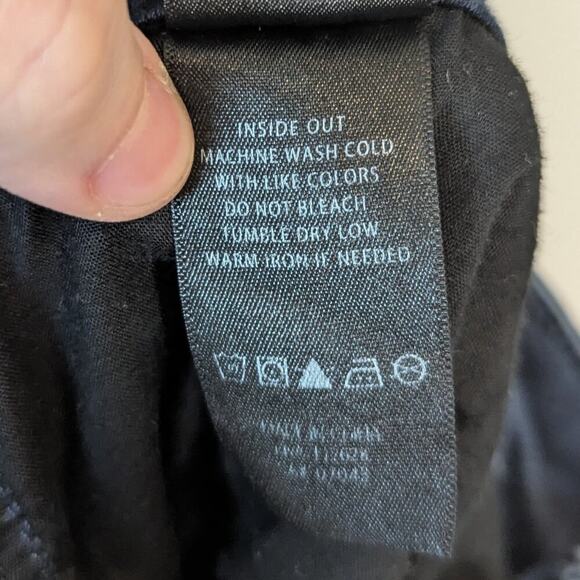 INSIDE OUT
MACHINE WASH COLD
WITH LIKE COLORS
DO NOT BLEACH
TUMBLE DRY LOW
WARM IRON IF NEEDED